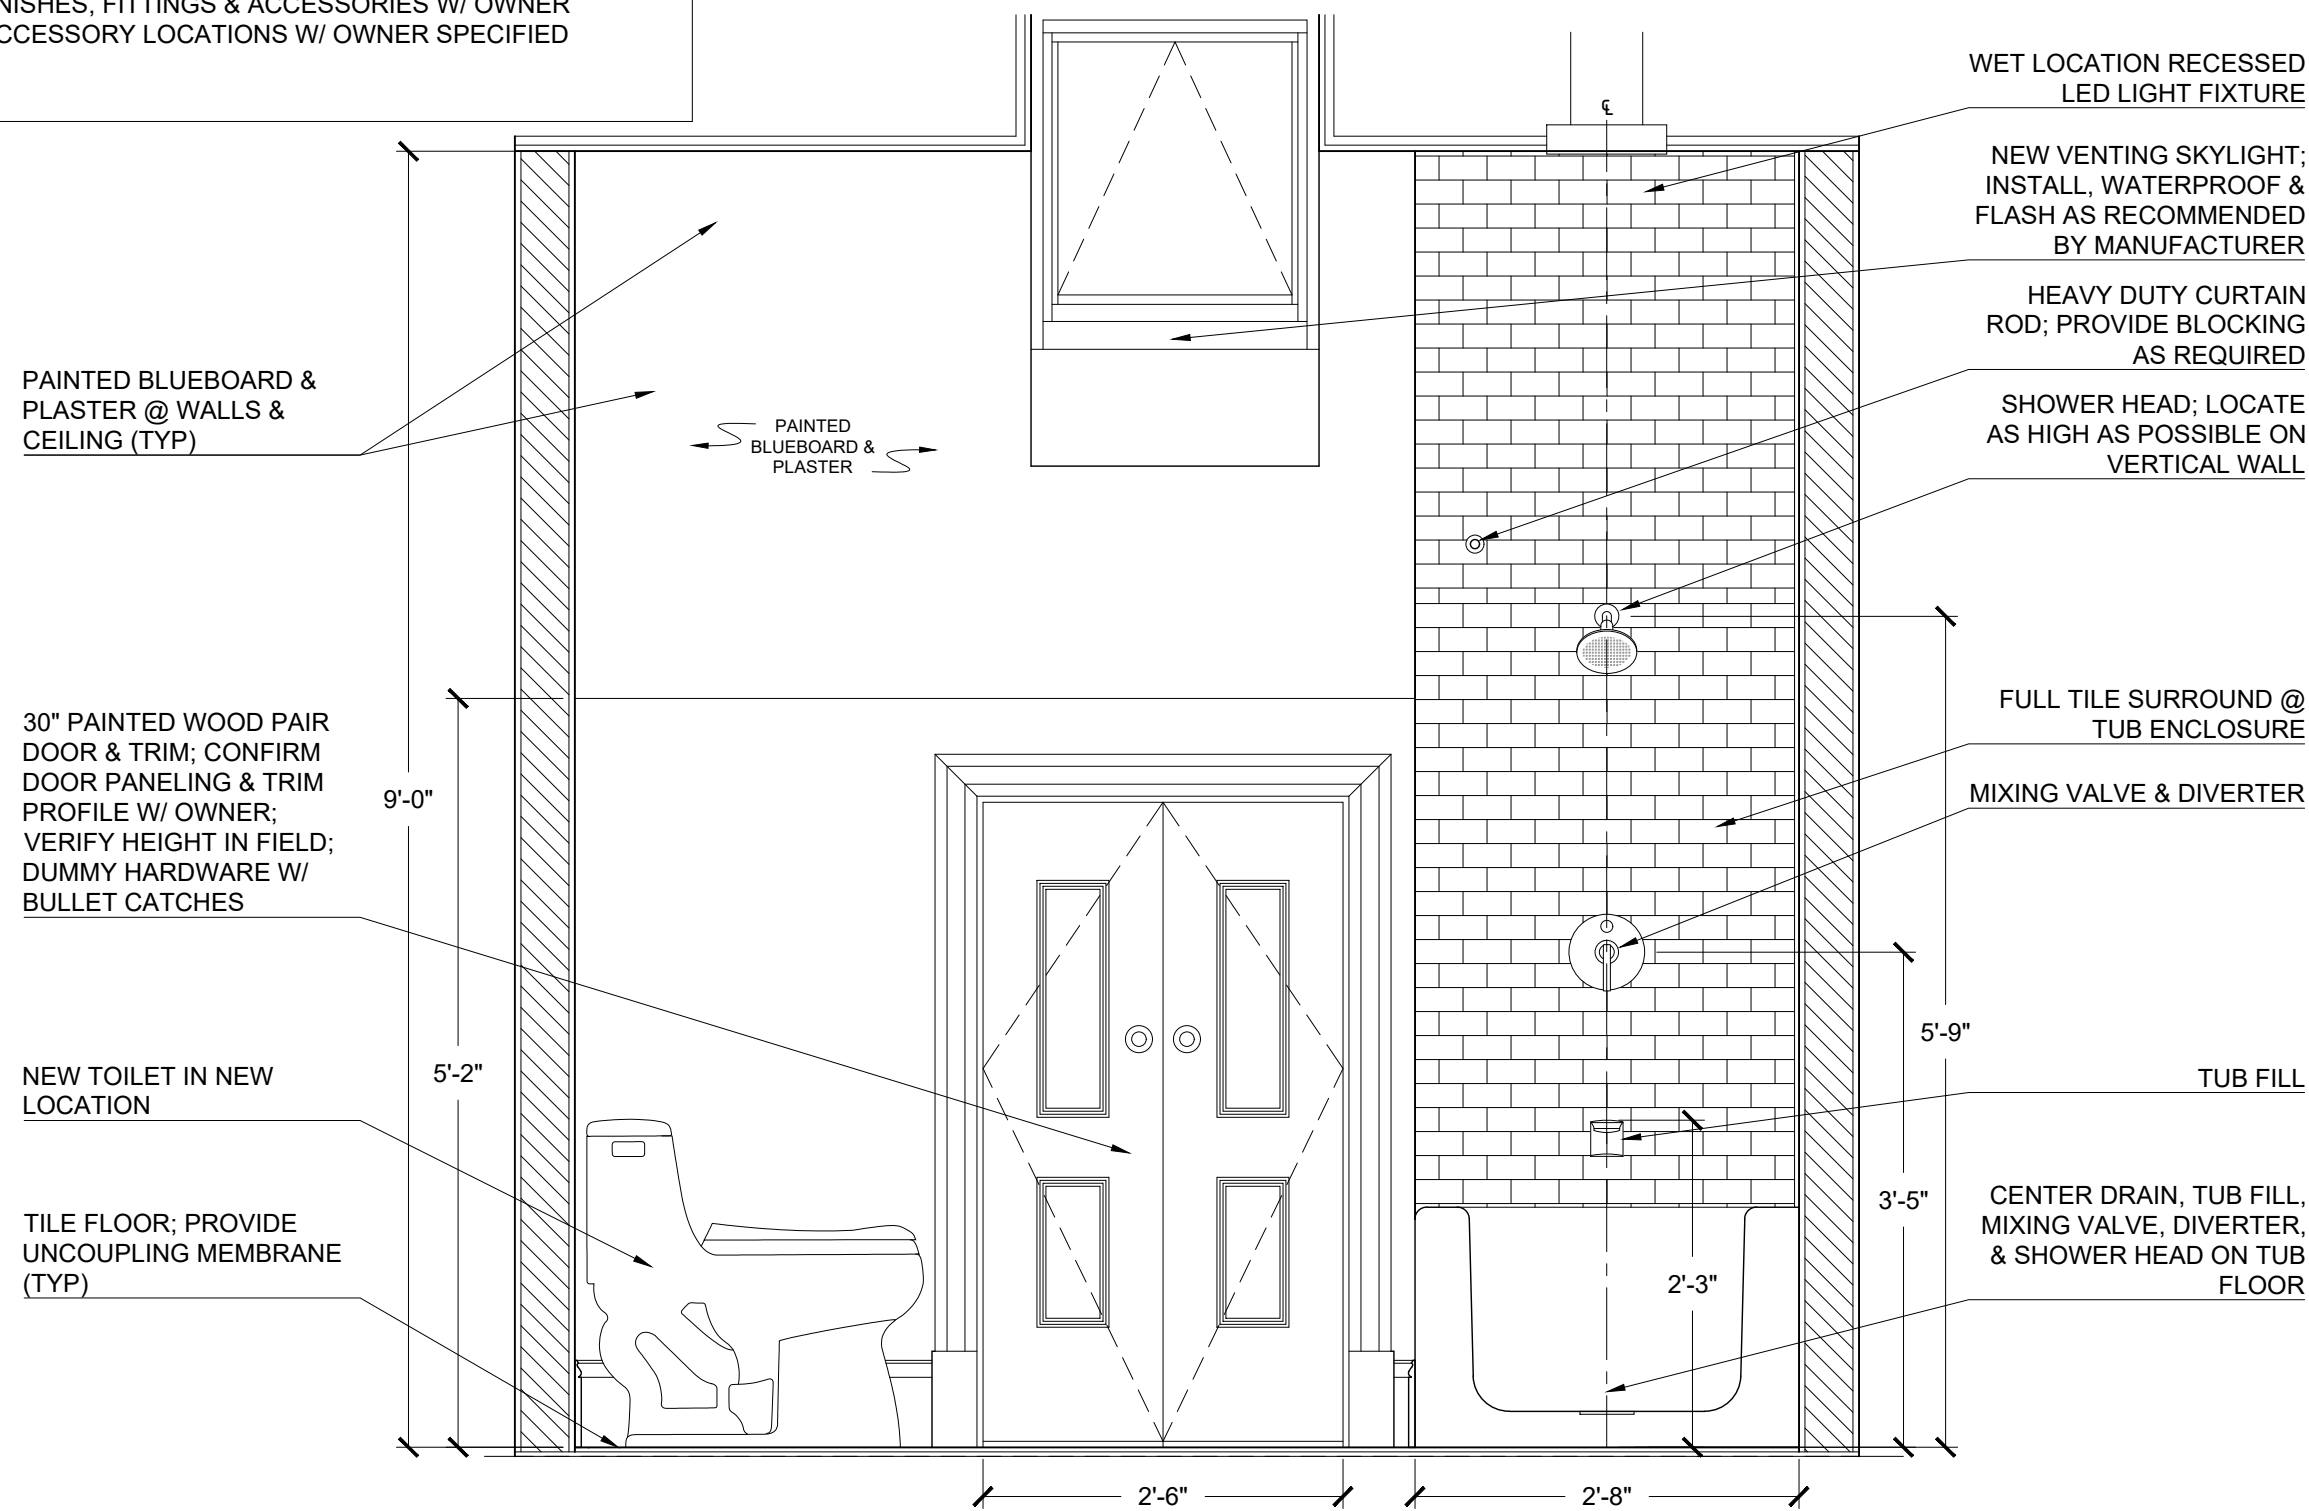 FITTINGS & ACCESSORIES W/ OWNER
LOCATIONS W/ OWNER SPECIFIED
WET LOCATION RECESSED
LED LIGHT FIXTURE
℄
NEW VENTING SKYLIGHT;
INSTALL, WATERPROOF &
FLASH AS RECOMMENDED
BY MANUFACTURER
HEAVY DUTY CURTAIN
ROD; PROVIDE BLOCKING
AS REQUIRED
PAINTED BLUEBOARD &
PLASTER @ WALLS &
CEILING (TYP)
PAINTED
BLUEBOARD &
PLASTER
SHOWER HEAD; LOCATE
AS HIGH AS POSSIBLE ON
VERTICAL WALL
30" PAINTED WOOD PAIR
DOOR & TRIM; CONFIRM
DOOR PANELING & TRIM
PROFILE W/ OWNER;
VERIFY HEIGHT IN FIELD;
DUMMY HARDWARE W/
BULLET CATCHES
9'-0"
FULL TILE SURROUND @
TUB ENCLOSURE
MIXING VALVE & DIVERTER
5'-9"
5'-2"
NEW TOILET IN NEW
LOCATION
TUB FILL
TILE FLOOR; PROVIDE
UNCOUPLING MEMBRANE
(TYP)
3'-5"
2'-3"
CENTER DRAIN, TUB FILL,
MIXING VALVE, DIVERTER,
& SHOWER HEAD ON TUB
FLOOR
2'-6"
2'-8"